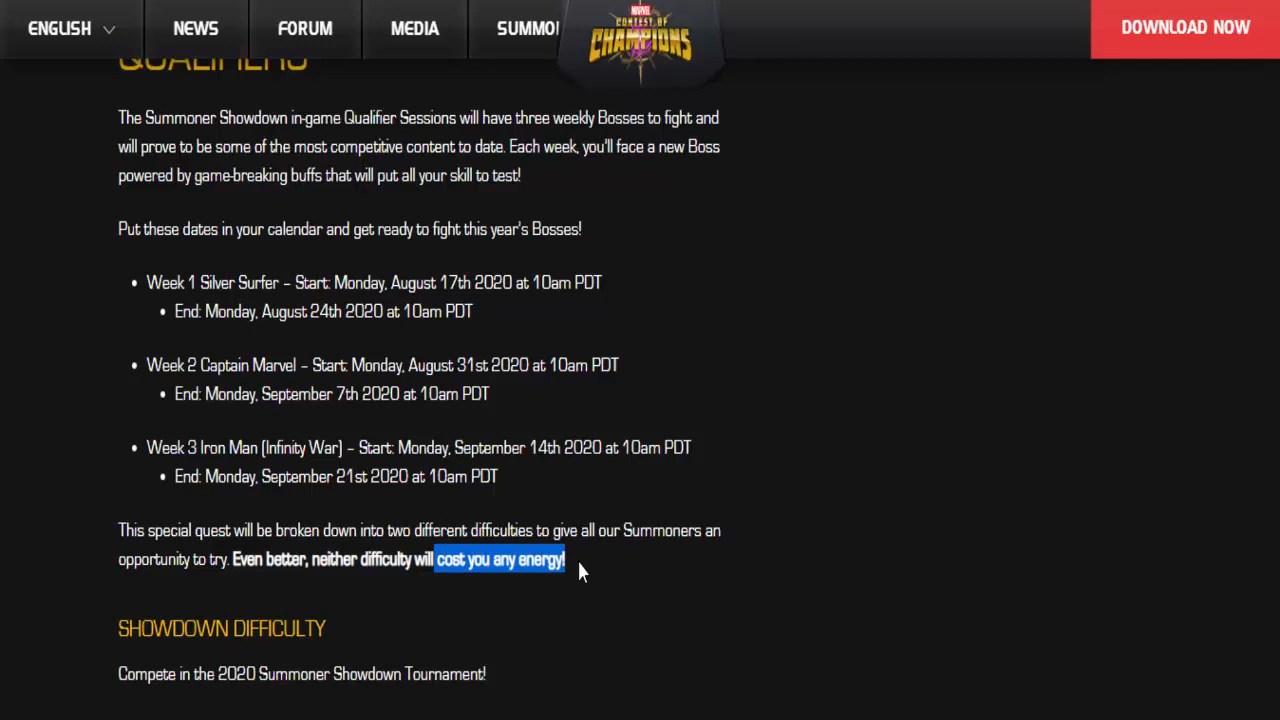 ENGLISH NEWS FORUM MEDIA SUMMO
MARVEL
CONTEST OF
CHAMPIONS
DOWNLOAD NOW
QUALIFIERS
The Summoner Showdown in-game Qualifier Sessions will have three weekly Bosses to fight and
will prove to be some of the most competitive content to date. Each week, you'll face a new Boss
powered by game-breaking buffs that will put all your skill to test!
Put these dates in your calendar and get ready to fight this year's Bosses!
• Week 1 Silver Surfer – Start: Monday, August 17th 2020 at 10am PDT
• End: Monday, August 24th 2020 at 10am PDT
• Week 2 Captain Marvel – Start: Monday, August 31st 2020 at 10am PDT
• End: Monday, September 7th 2020 at 10am PDT
• Week 3 Iron Man (Infinity War) – Start: Monday, September 14th 2020 at 10am PDT
• End: Monday, September 21st 2020 at 10am PDT
This special quest will be broken down into two different difficulties to give all our Summoners an
opportunity to try. Even better, neither difficulty will cost you any energy!
SHOWDOWN DIFFICULTY
Compete in the 2020 Summoner Showdown Tournament!